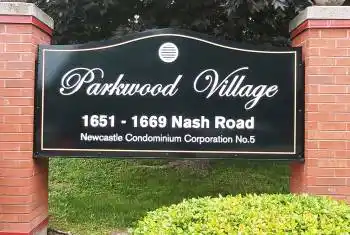 Parkwood Village
1651 - 1669 Nash Road
Newcastle Condominium Corporation No.5